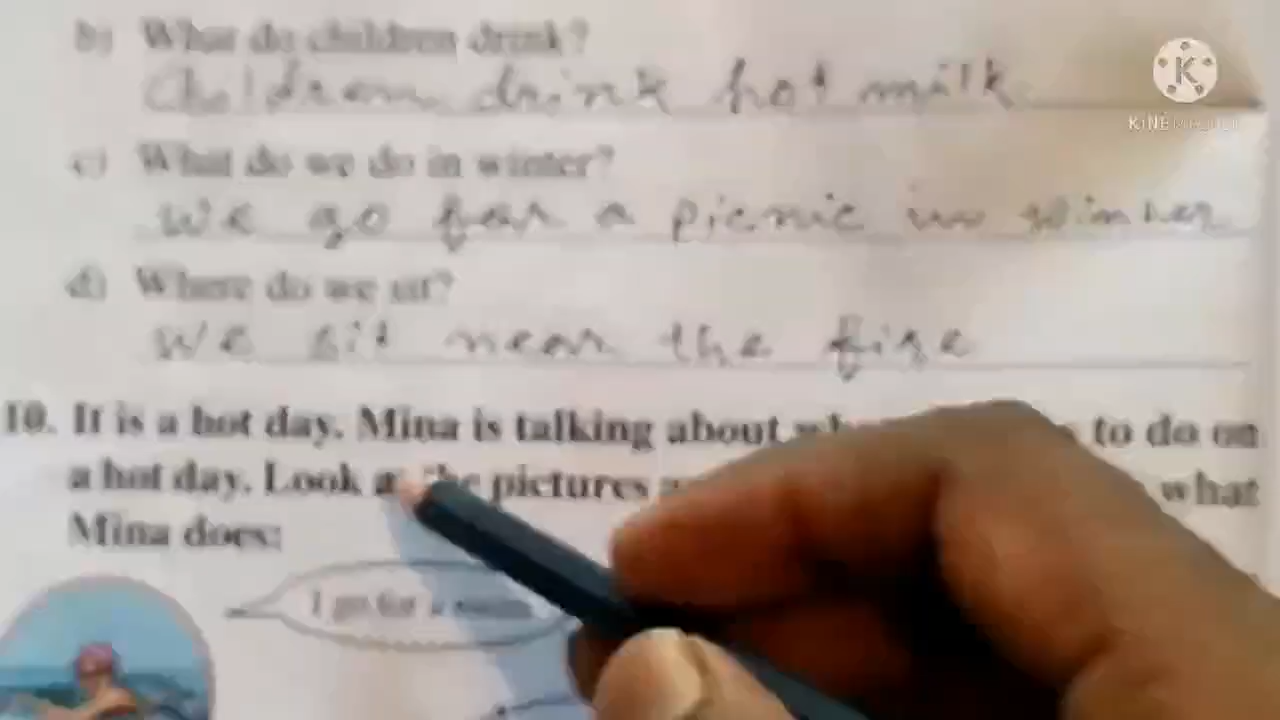 b) What do children drink?
Children drink hot milk
c) What do we do in winter?
We go for a picnic in winter
d) Where do we sit?
We sit near the fire
10. It is a hot day. Mina is talking about to do on
a hot day. Look at the pictures what
Mina does:
I go for a swim
K
KINEMASTER